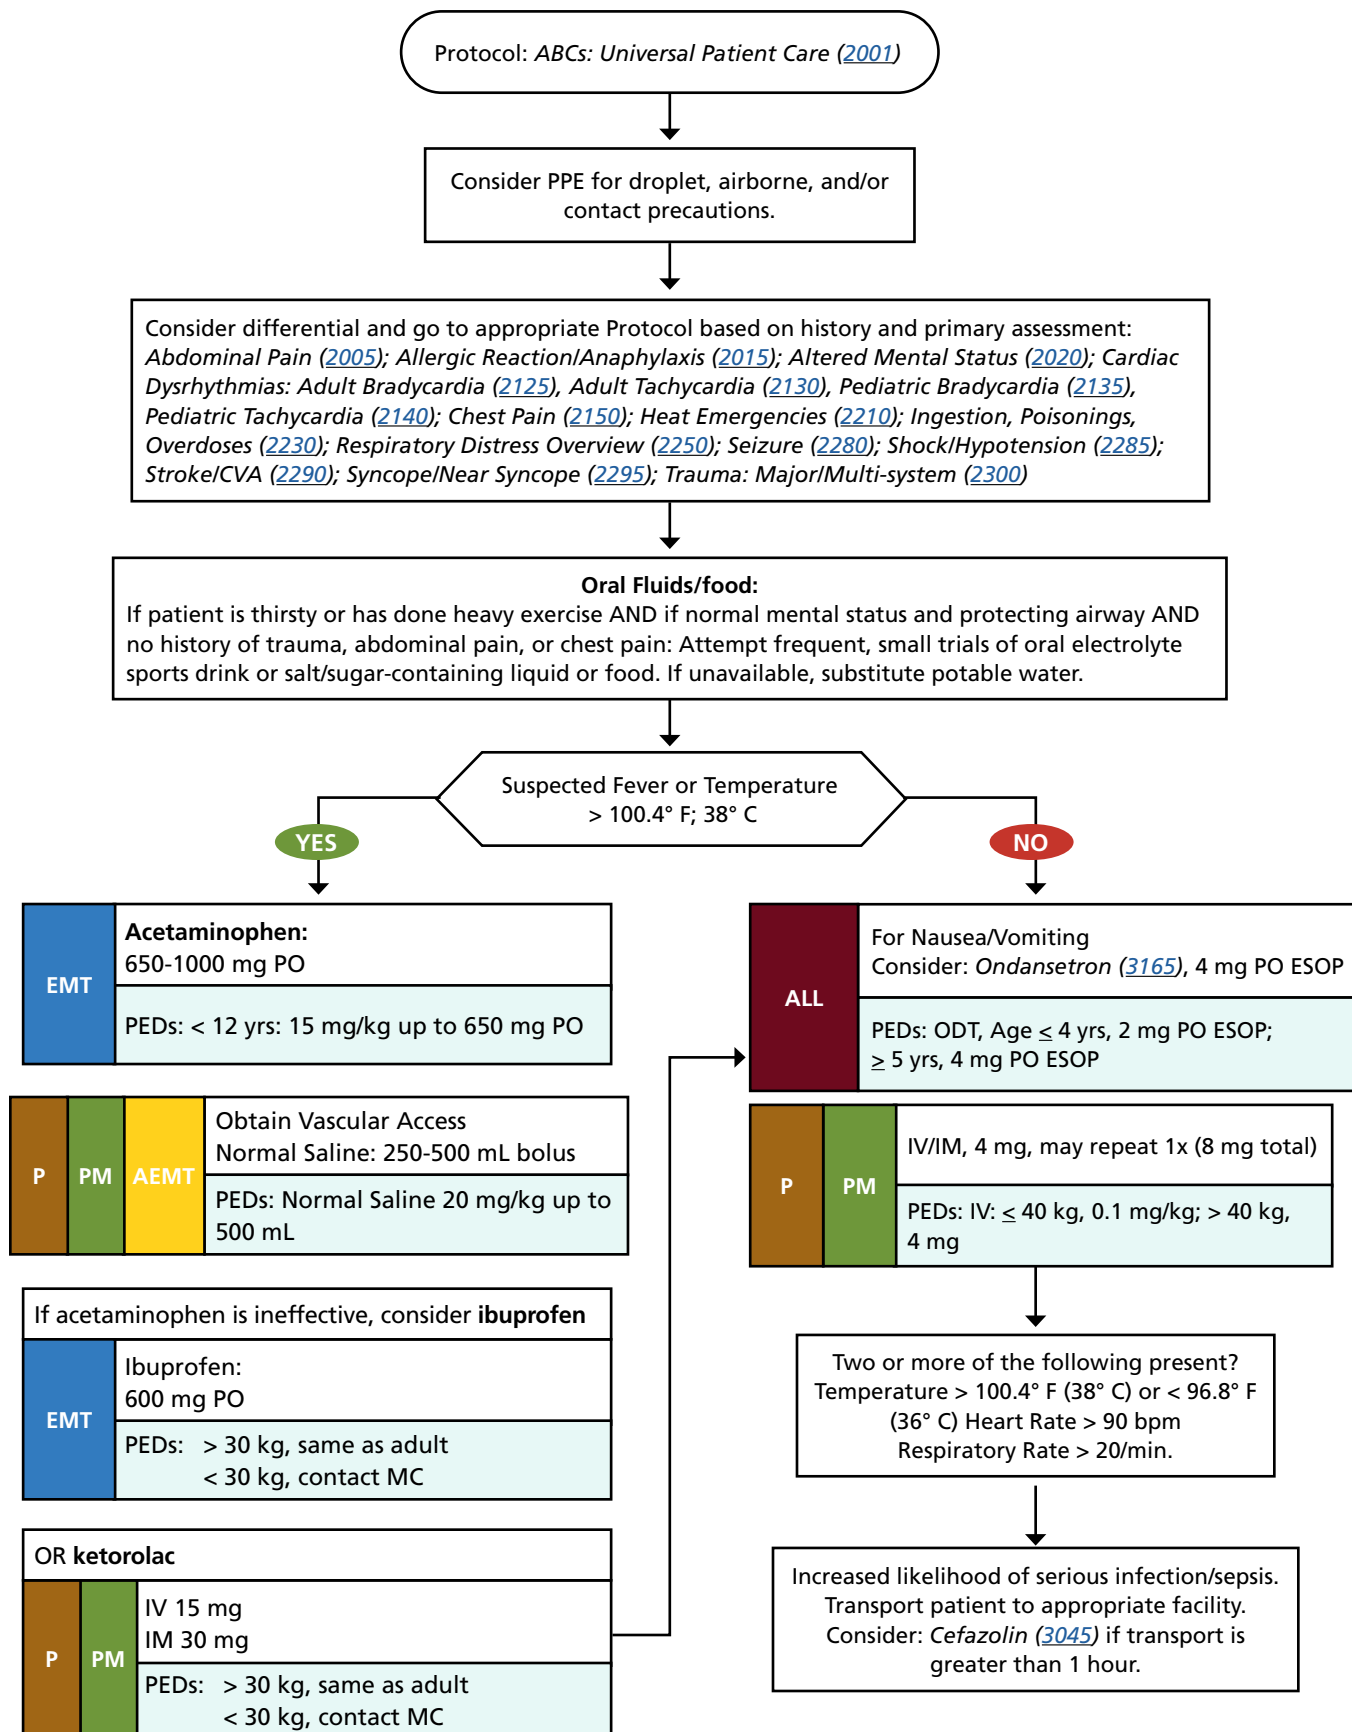 Protocol: ABCs: Universal Patient Care (2001)
Consider PPE for droplet, airborne, and/or
contact precautions.
Consider differential and go to appropriate Protocol based on history and primary assessment:
Abdominal Pain (2005); Allergic Reaction/Anaphylaxis (2015); Altered Mental Status (2020); Cardiac
Dysrhythmias: Adult Bradycardia (2125), Adult Tachycardia (2130), Pediatric Bradycardia (2135),
Pediatric Tachycardia (2140); Chest Pain (2150); Heat Emergencies (2210); Ingestion, Poisonings,
Overdoses (2230); Respiratory Distress Overview (2250); Seizure (2280); Shock/Hypotension (2285);
Stroke/CVA (2290); Syncope/Near Syncope (2295); Trauma: Major/Multi-system (2300)
Oral Fluids/food:
If patient is thirsty or has done heavy exercise AND if normal mental status and protecting airway AND
no history of trauma, abdominal pain, or chest pain: Attempt frequent, small trials of oral electrolyte
sports drink or salt/sugar-containing liquid or food. If unavailable, substitute potable water.
Suspected Fever or Temperature
> 100.4° F; 38° C
YES
NO
EMT
Acetaminophen:
650-1000 mg PO
PEDs: < 12 yrs: 15 mg/kg up to 650 mg PO
P PM AEMT
Obtain Vascular Access
Normal Saline: 250-500 mL bolus
PEDs: Normal Saline 20 mg/kg up to
500 mL
If acetaminophen is ineffective, consider ibuprofen
EMT
Ibuprofen:
600 mg PO
PEDs: > 30 kg, same as adult
< 30 kg, contact MC
OR ketorolac
P PM
IV 15 mg
IM 30 mg
PEDs: > 30 kg, same as adult
< 30 kg, contact MC
ALL
For Nausea/Vomiting
Consider: Ondansetron (3165), 4 mg PO ESOP
PEDs: ODT, Age ≤ 4 yrs, 2 mg PO ESOP;
≥ 5 yrs, 4 mg PO ESOP
P PM
IV/IM, 4 mg, may repeat 1x (8 mg total)
PEDs: IV: ≤ 40 kg, 0.1 mg/kg; > 40 kg,
4 mg
Two or more of the following present?
Temperature > 100.4° F (38° C) or < 96.8° F
(36° C) Heart Rate > 90 bpm
Respiratory Rate > 20/min.
Increased likelihood of serious infection/sepsis.
Transport patient to appropriate facility.
Consider: Cefazolin (3045) if transport is
greater than 1 hour.